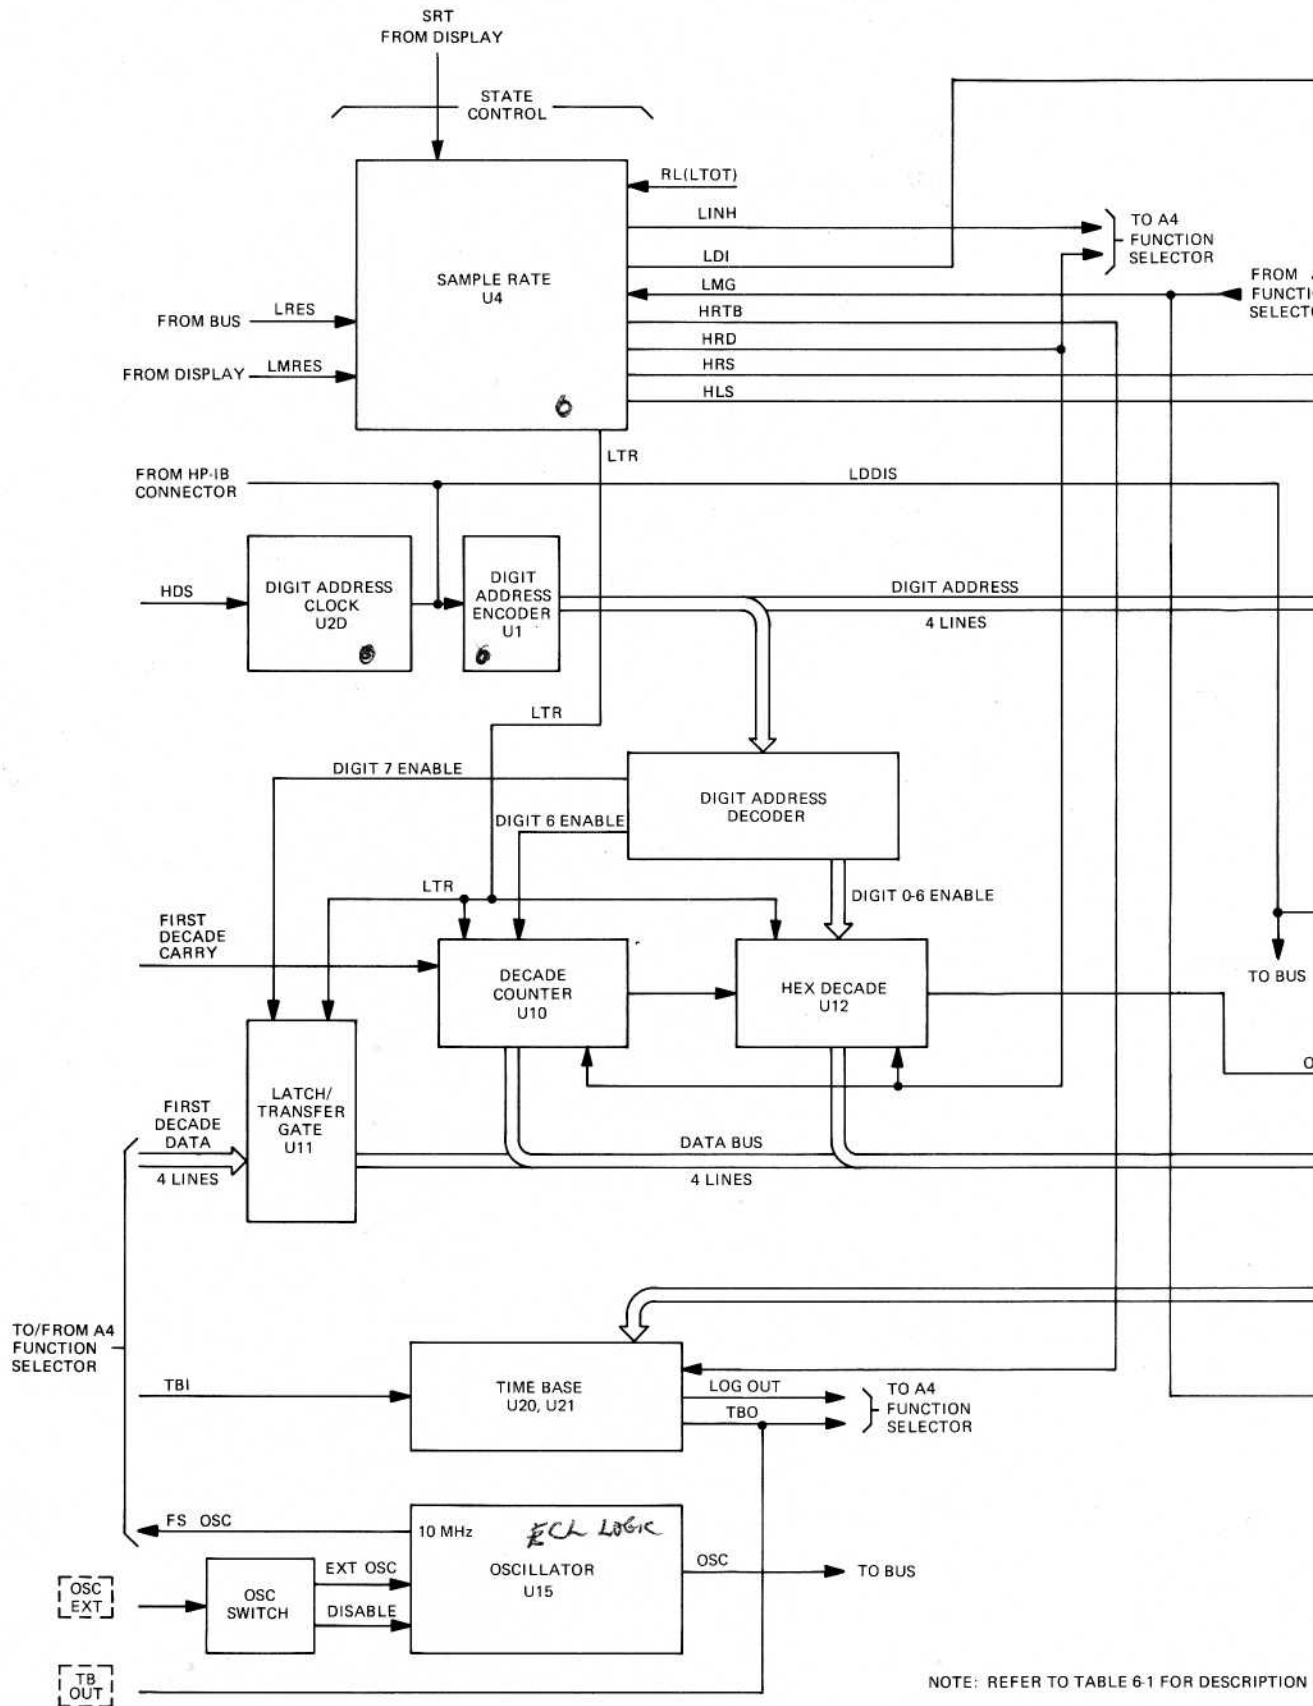 SRT
FROM DISPLAY
STATE
CONTROL
RL(LTOT)
LINH
TO A4
FUNCTION
SELECTOR
LDI
SAMPLE RATE
U4
LMG
FROM
FUNCTI
SELECT
HRTB
FROM BUS
LRES
HRD
HRS
FROM DISPLAY
LMRES
HLS
6
LTR
FROM HP-IB
CONNECTOR
LDDIS
HDS
DIGIT ADDRESS
CLOCK
U2D
DIGIT
ADDRESS
ENCODER
U1
6
DIGIT ADDRESS
4 LINES
LTR
DIGIT 7 ENABLE
DIGIT ADDRESS
DECODER
DIGIT 6 ENABLE
LTR
DIGIT 0-6 ENABLE
FIRST
DECADE
CARRY
DECADE
COUNTER
U10
HEX DECADE
U12
TO BUS
LATCH/
TRANSFER
GATE
U11
FIRST
DECADE
DATA
4 LINES
DATA BUS
4 LINES
TO/FROM A4
FUNCTION
SELECTOR
TBI
TIME BASE
U20, U21
LOG OUT
TBO
TO A4
FUNCTION
SELECTOR
FS OSC
10 MHz
ECL LOGIC
OSCILLATOR
U15
OSC
TO BUS
OSC
EXT
OSC
SWITCH
EXT OSC
DISABLE
TB
OUT
NOTE: REFER TO TABLE 6-1 FOR DESCRIPTION